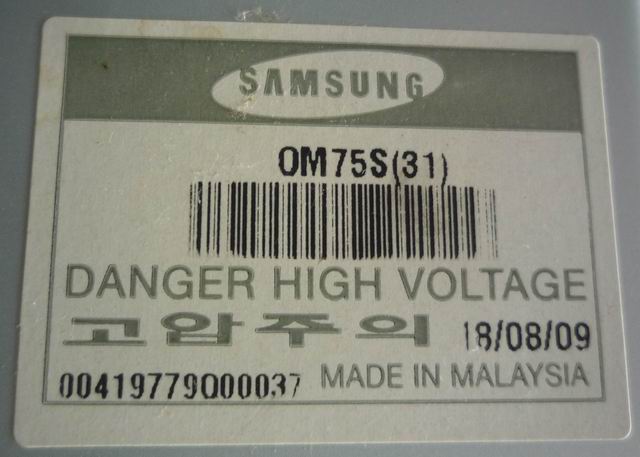 SAMSUNG
OM75S(31)
DANGER HIGH VOLTAGE
고압주의 18/08/09
00419779Q00037 MADE IN MALAYSIA